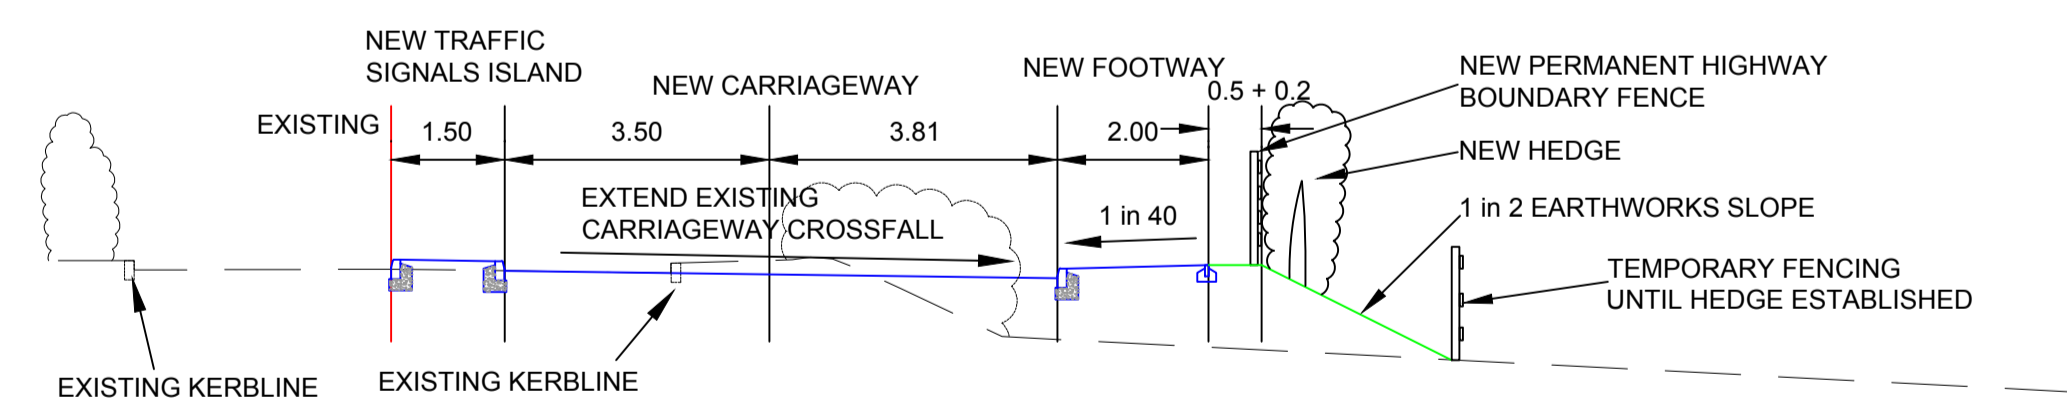 NEW TRAFFIC
SIGNALS ISLAND
NEW CARRIAGEWAY
NEW FOOTWAY
0.5 + 0.2
NEW PERMANENT HIGHWAY
BOUNDARY FENCE
EXISTING
1.50
3.50
3.81
2.00
NEW HEDGE
EXTEND EXISTING
CARRIAGEWAY CROSSFALL
1 in 40
1 in 2 EARTHWORKS SLOPE
TEMPORARY FENCING
UNTIL HEDGE ESTABLISHED
EXISTING KERBLINE
EXISTING KERBLINE